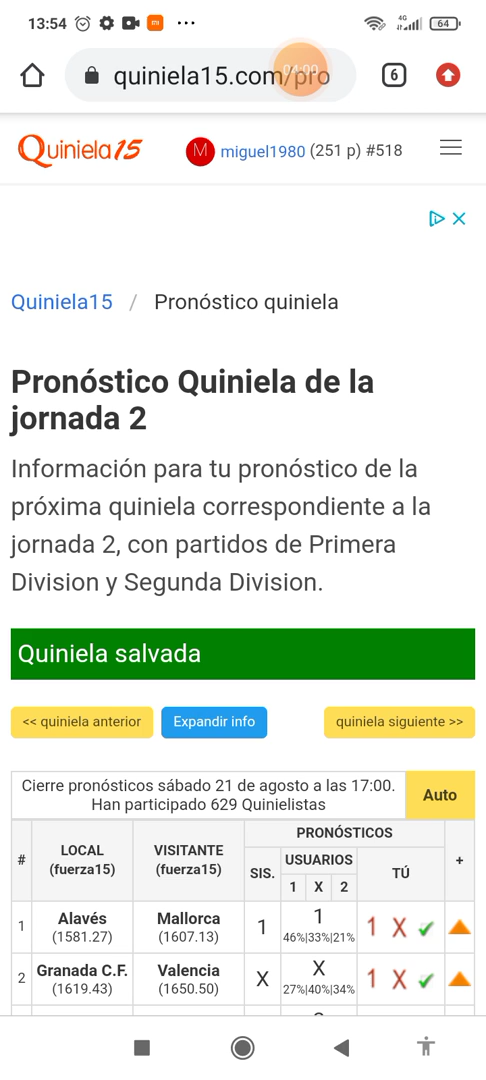 13:54
4G
64
quiniela15.com/pro
04:00
6
Quiniela15
M miguel1980 (251 p) #518
Quiniela15 / Pronóstico quiniela
Pronóstico Quiniela de la
jornada 2
Información para tu pronóstico de la
próxima quiniela correspondiente a la
jornada 2, con partidos de Primera
Division y Segunda Division.
Quiniela salvada
<< quiniela anterior
Expandir info
quiniela siguiente >>
Cierre pronósticos sábado 21 de agosto a las 17:00.
Han participado 629 Quinielistas
Auto
# LOCAL (fuerza15) VISITANTE (fuerza15) PRONÓSTICOS +
SIS. USUARIOS TÚ
1 X 2
1 Alavés Mallorca 1 1 1 X
(1581.27) (1607.13) 46%|33%|21%
2 Granada C.F. Valencia X X 1 X
(1619.43) (1650.50) 27%|40%|34%